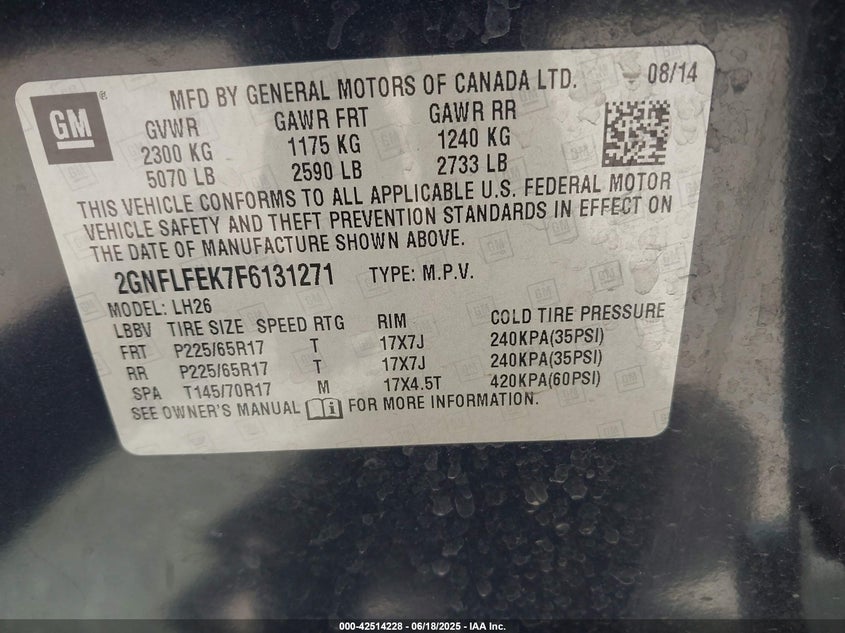 MFD BY GENERAL MOTORS OF CANADA LTD. 08/14
GM ®
GVWR GAWR FRT GAWR RR
2300 KG 1175 KG 1240 KG
5070 LB 2590 LB 2733 LB
THIS VEHICLE CONFORMS TO ALL APPLICABLE U.S. FEDERAL MOTOR
VEHICLE SAFETY AND THEFT PREVENTION STANDARDS IN EFFECT ON
THE DATE OF MANUFACTURE SHOWN ABOVE.
2GNFLFEK7F6131271 TYPE: M.P.V.
MODEL: LH26
LBBV TIRE SIZE SPEED RTG RIM COLD TIRE PRESSURE
FRT P225/65R17 T 17X7J 240KPA(35PSI)
RR P225/65R17 T 17X7J 240KPA(35PSI)
SPA T145/70R17 M 17X4.5T 420KPA(60PSI)
SEE OWNER'S MANUAL FOR MORE INFORMATION.
000-42514228 - 06/18/2025 - IAA Inc.